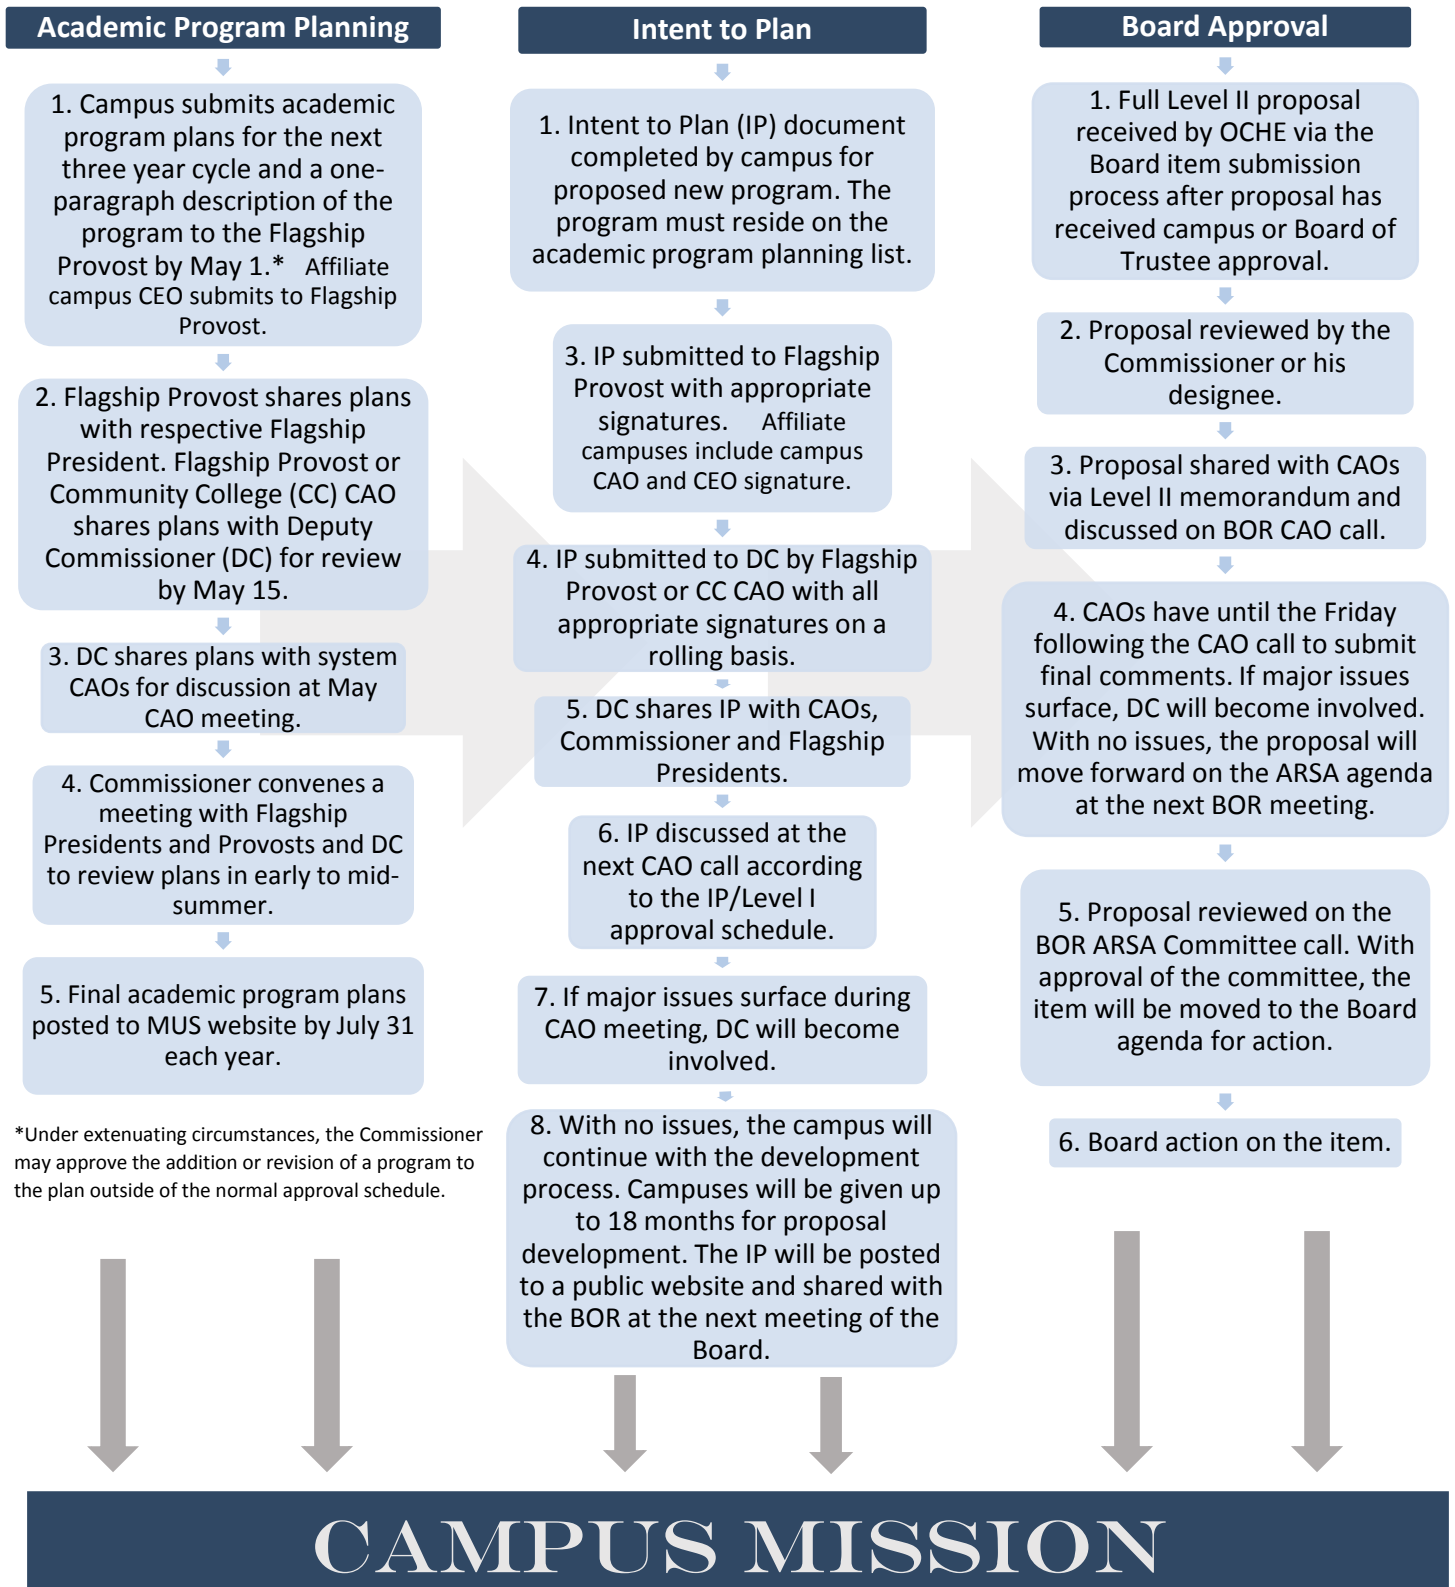 Academic Program Planning
1. Campus submits academic
program plans for the next
three year cycle and a one-
paragraph description of the
program to the Flagship
Provost by May 1.* Affiliate
campus CEO submits to Flagship
Provost.
2. Flagship Provost shares plans
with respective Flagship
President. Flagship Provost or
Community College (CC) CAO
shares plans with Deputy
Commissioner (DC) for review
by May 15.
3. DC shares plans with system
CAOs for discussion at May
CAO meeting.
4. Commissioner convenes a
meeting with Flagship
Presidents and Provosts and DC
to review plans in early to mid-
summer.
5. Final academic program plans
posted to MUS website by July 31
each year.
*Under extenuating circumstances, the Commissioner
may approve the addition or revision of a program to
the plan outside of the normal approval schedule.
Intent to Plan
1. Intent to Plan (IP) document
completed by campus for
proposed new program. The
program must reside on the
academic program planning list.
3. IP submitted to Flagship
Provost with appropriate
signatures. Affiliate
campuses include campus
CAO and CEO signature.
4. IP submitted to DC by Flagship
Provost or CC CAO with all
appropriate signatures on a
rolling basis.
5. DC shares IP with CAOs,
Commissioner and Flagship
Presidents.
6. IP discussed at the
next CAO call according
to the IP/Level I
approval schedule.
7. If major issues surface during
CAO meeting, DC will become
involved.
8. With no issues, the campus will
continue with the development
process. Campuses will be given up
to 18 months for proposal
development. The IP will be posted
to a public website and shared with
the BOR at the next meeting of the
Board.
Board Approval
1. Full Level II proposal
received by OCHE via the
Board item submission
process after proposal has
received campus or Board of
Trustee approval.
2. Proposal reviewed by the
Commissioner or his
designee.
3. Proposal shared with CAOs
via Level II memorandum and
discussed on BOR CAO call.
4. CAOs have until the Friday
following the CAO call to submit
final comments. If major issues
surface, DC will become involved.
With no issues, the proposal will
move forward on the ARSA agenda
at the next BOR meeting.
5. Proposal reviewed on the
BOR ARSA Committee call. With
approval of the committee, the
item will be moved to the Board
agenda for action.
6. Board action on the item.
CAMPUS MISSION